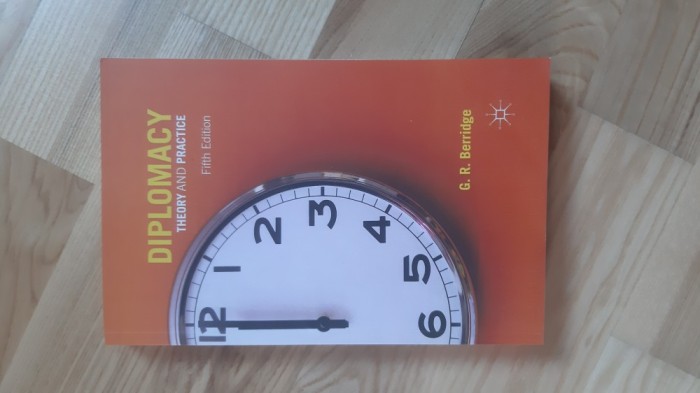 DIPLOMACY
THEORY AND PRACTICE
Fifth Edition
12
1
2
3
4
5
6
G. R. Berridge